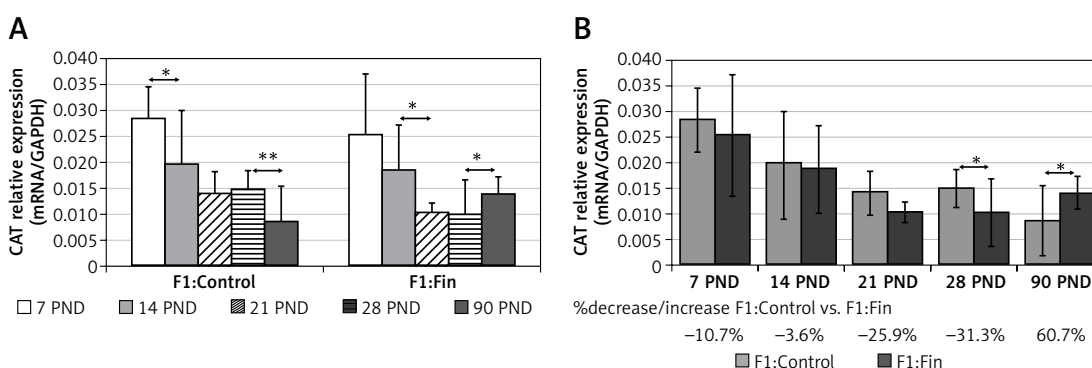 A
CAT relative expression
(mRNA/GAPDH)
0.040
0.035
0.030
0.025
0.020
0.015
0.010
0.005
0
*
**
*
*
F1:Control F1:Fin
7 PND 14 PND 21 PND 28 PND 90 PND
B
CAT relative expression
(mRNA/GAPDH)
0.040
0.035
0.030
0.025
0.020
0.015
0.010
0.005
0
*
*
7 PND 14 PND 21 PND 28 PND 90 PND
%decrease/increase F1:Control vs. F1:Fin
–10.7% –3.6% –25.9% –31.3% 60.7%
F1:Control F1:Fin